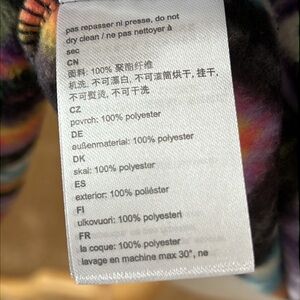 pas repasser ni presse, do not
dry clean / ne pas nettoyer à
sec
CN
面料: 100% 聚酯纤维
机洗, 不可漂白, 不可滚筒烘干, 挂干,
不可熨烫, 不可干洗
CZ
povrch: 100% polyester
DE
außenmaterial: 100% polyester
DK
skal: 100% polyester
ES
exterior: 100% poliéster
FI
ulkovuori: 100% polyesteri
FR
la coque: 100% polyester
lavage en machine max 30°, ne